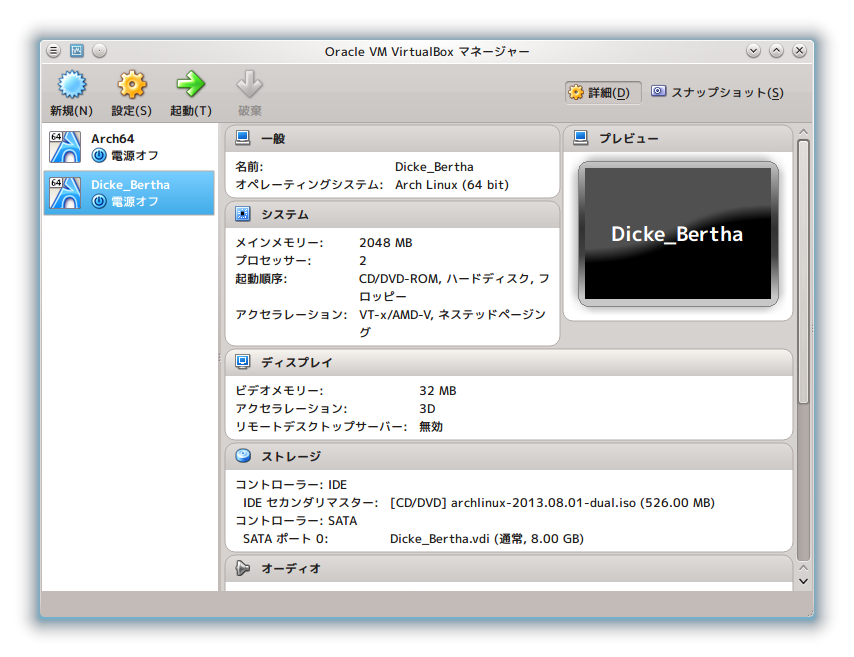 Oracle VM VirtualBox マネージャー
新規(N) 設定(S) 起動(T) 破棄
詳細(D) スナップショット(S)
64 Arch64
電源オフ
64 Dicke_Bertha
電源オフ
一般
名前: Dicke_Bertha
オペレーティングシステム: Arch Linux (64 bit)
プレビュー
Dicke_Bertha
システム
メインメモリー: 2048 MB
プロセッサー: 2
起動順序: CD/DVD-ROM, ハードディスク, フ
ロッピー
アクセラレーション: VT-x/AMD-V, ネステッドページン
グ
ディスプレイ
ビデオメモリー: 32 MB
アクセラレーション: 3D
リモートデスクトップサーバー: 無効
ストレージ
コントローラー: IDE
IDE セカンダリマスター: [CD/DVD] archlinux-2013.08.01-dual.iso (526.00 MB)
コントローラー: SATA
SATA ポート 0: Dicke_Bertha.vdi (通常, 8.00 GB)
オーディオ